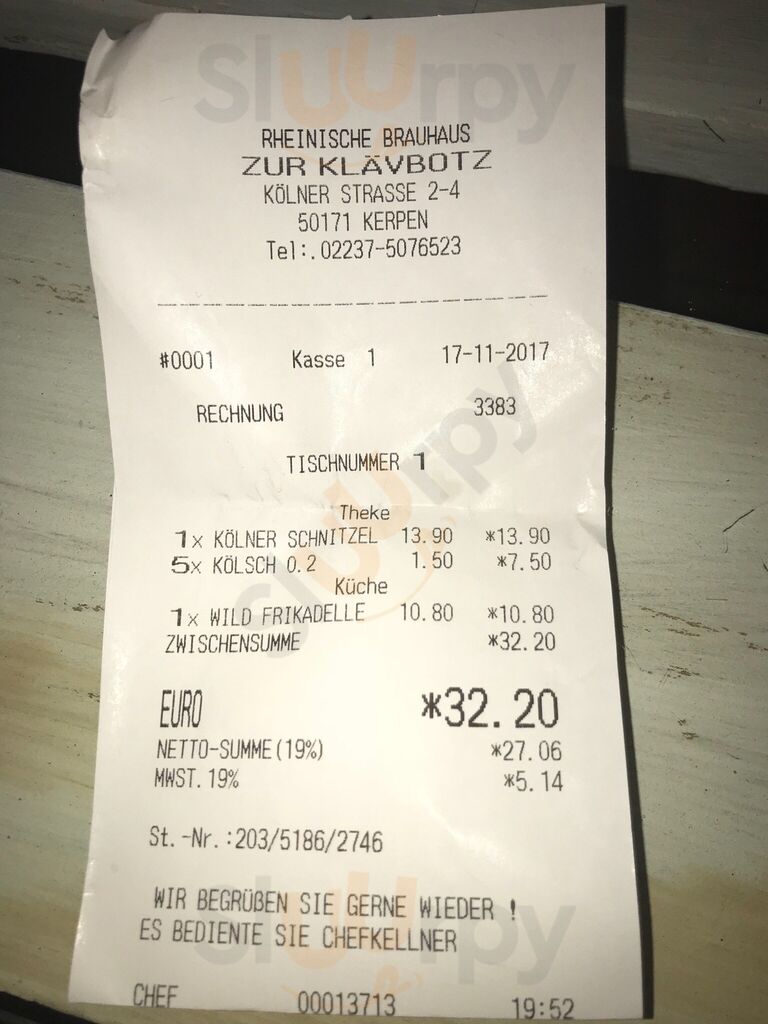 Sluurpy
RHEINISCHE BRAUHAUS
ZUR KLÄVBOTZ
KÖLNER STRASSE 2-4
50171 KERPEN
Tel:.02237-5076523
#0001 Kasse 1 17-11-2017
RECHNUNG 3383
TISCHNUMMER 1
Sluurpy
Theke
1x KÖLNER SCHNITZEL 13.90 *13.90
5x KÖLSCH 0.2 1.50 *7.50
Küche
1x WILD FRIKADELLE 10.80 *10.80
ZWISCHENSUMME *32.20
EURO *32.20
NETTO-SUMME(19%) *27.06
MWST.19% *5.14
St.-Nr.:203/5186/2746
WIR BEGRÜßEN SIE GERNE WIEDER !
ES BEDIENTE SIE CHEFKELLNER
Sluurpy
CHEF 00013713 19:52